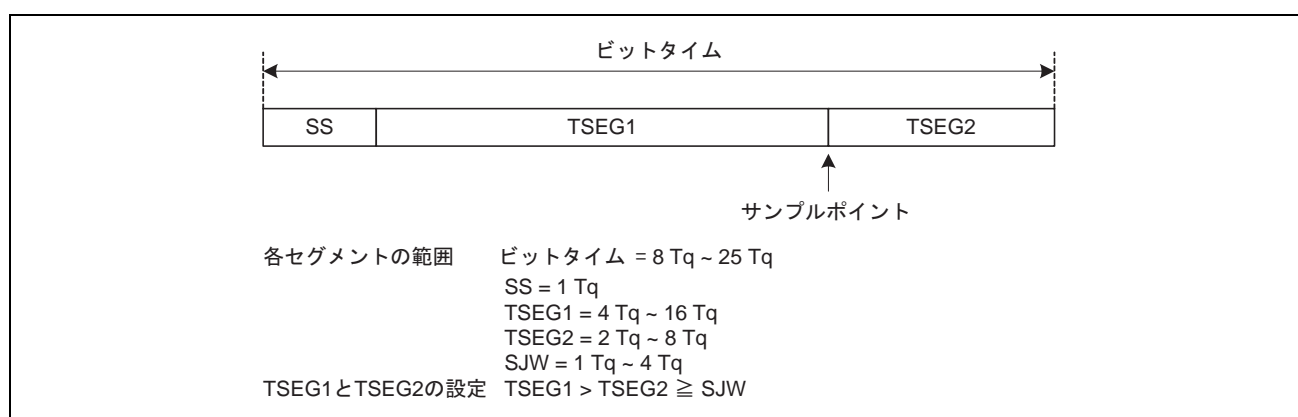 ビットタイム
SS TSEG1 TSEG2
サンプルポイント
各セグメントの範囲 ビットタイム = 8 Tq ~ 25 Tq
SS = 1 Tq
TSEG1 = 4 Tq ~ 16 Tq
TSEG2 = 2 Tq ~ 8 Tq
SJW = 1 Tq ~ 4 Tq
TSEG1とTSEG2の設定 TSEG1 > TSEG2 ≧ SJW